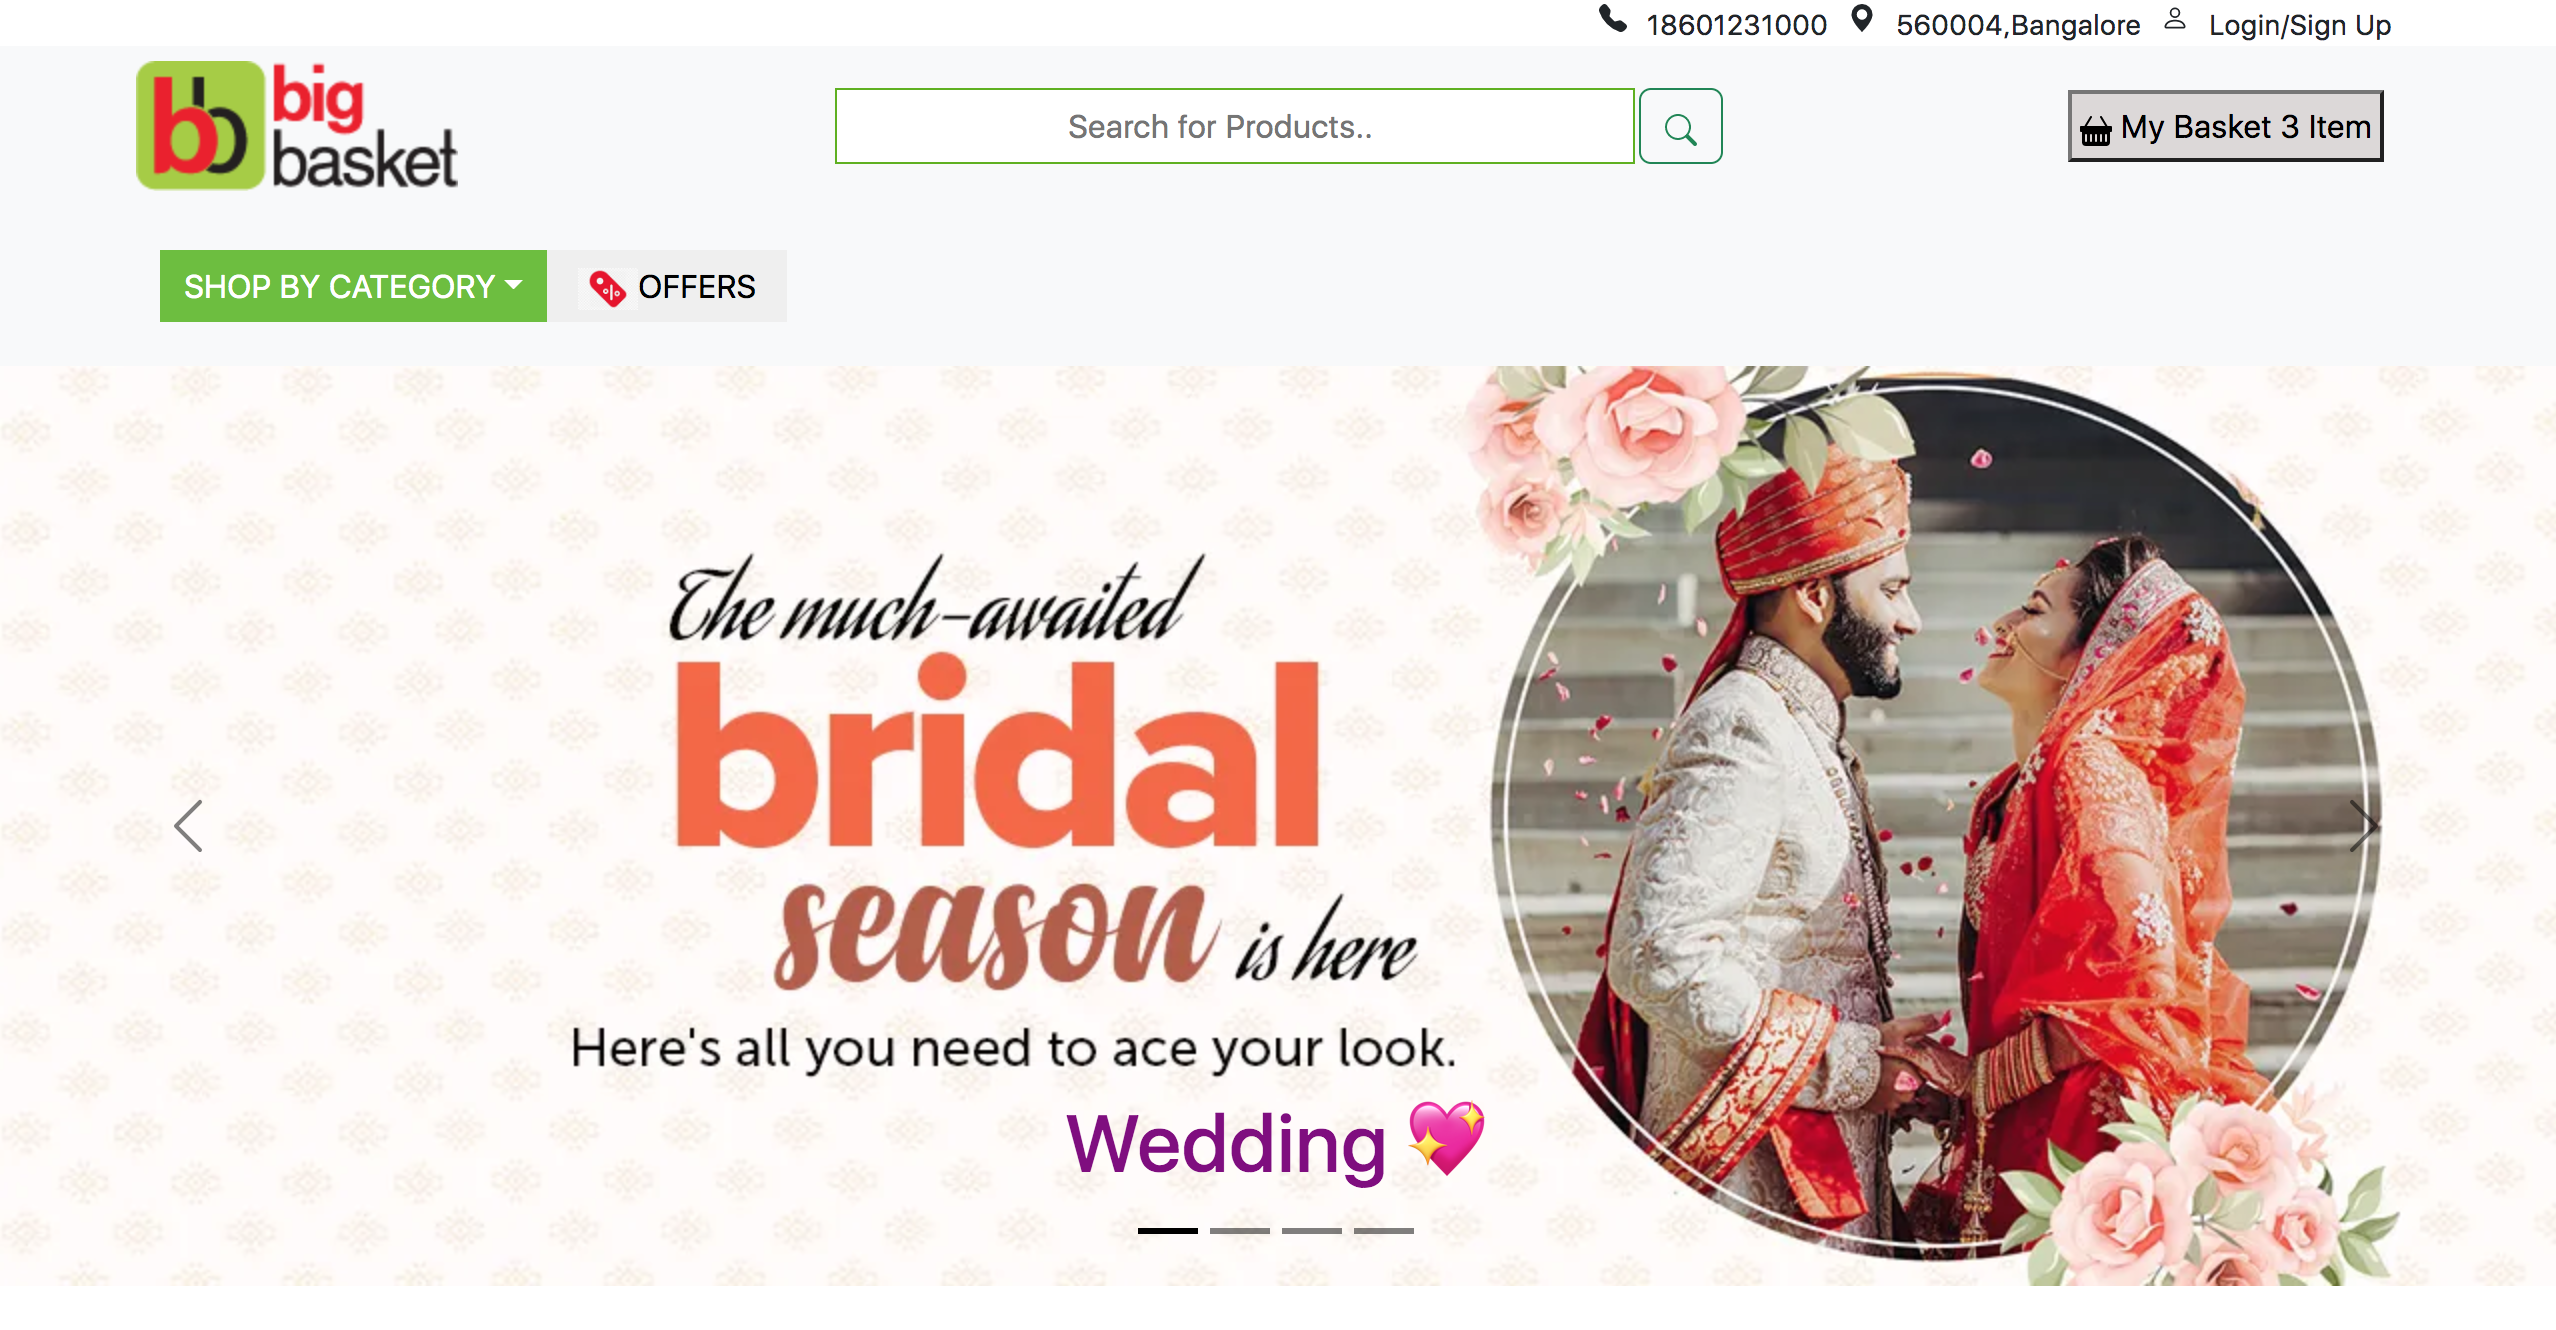 18601231000 560004,Bangalore Login/Sign Up
bb big basket
Search for Products..
My Basket 3 Item
SHOP BY CATEGORY
% OFFERS
The much-awaited
bridal
season is here
Here's all you need to ace your look.
Wedding 💖